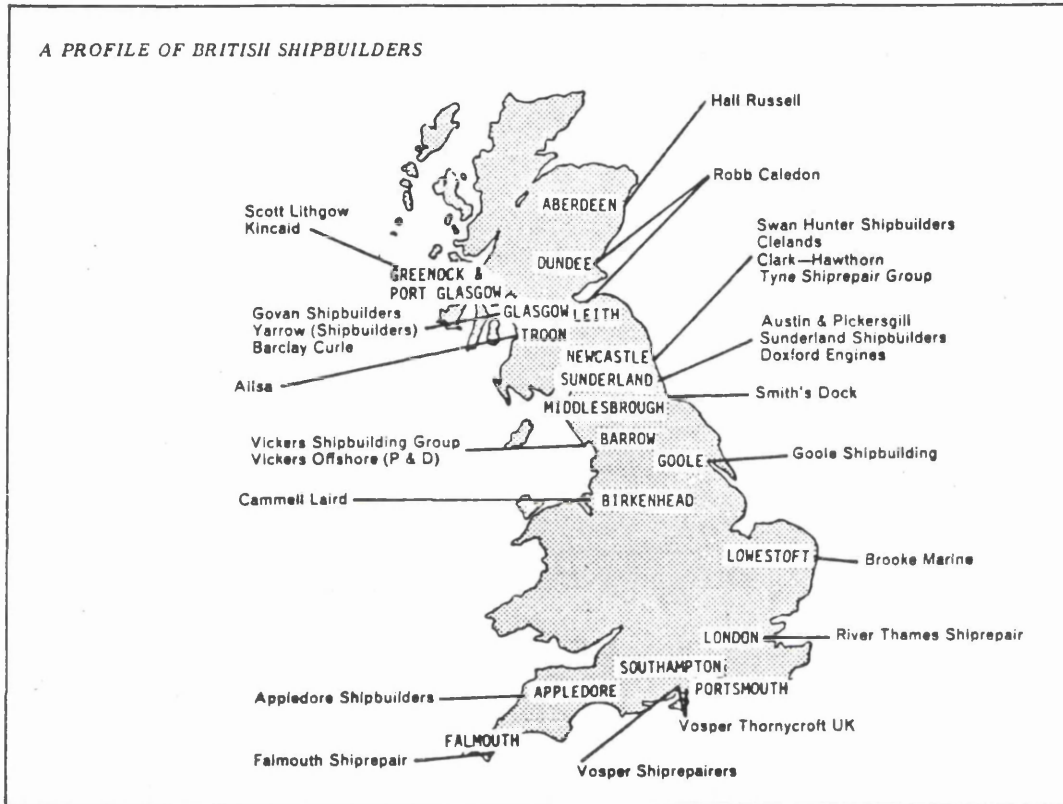 A PROFILE OF BRITISH SHIPBUILDERS
Hall Russell
Robb Caledon
ABERDEEN
Scott Lithgow
Kincaid
Swan Hunter Shipbuilders
Clelands
Clark—Hawthorn
Tyne Shiprepair Group
DUNDEE
GREENOCK &
PORT GLASGOW
Govan Shipbuilders
Yarrow (Shipbuilders)
Barclay Curle
GLASGOW
LEITH
Austin & Pickersgill
Sunderland Shipbuilders
Doxford Engines
TROON
NEWCASTLE
Ailsa
SUNDERLAND
Smith's Dock
MIDDLESBROUGH
Vickers Shipbuilding Group
Vickers Offshore (P & D)
BARROW
GOOLE
Goole Shipbuilding
Cammell Laird
BIRKENHEAD
LOWESTOFT
Brooke Marine
LONDON
River Thames Shiprepair
SOUTHAMPTON
Appledore Shipbuilders
APPLEDORE
PORTSMOUTH
Vosper Thornycroft UK
FALMOUTH
Falmouth Shiprepair
Vosper Shiprepairers